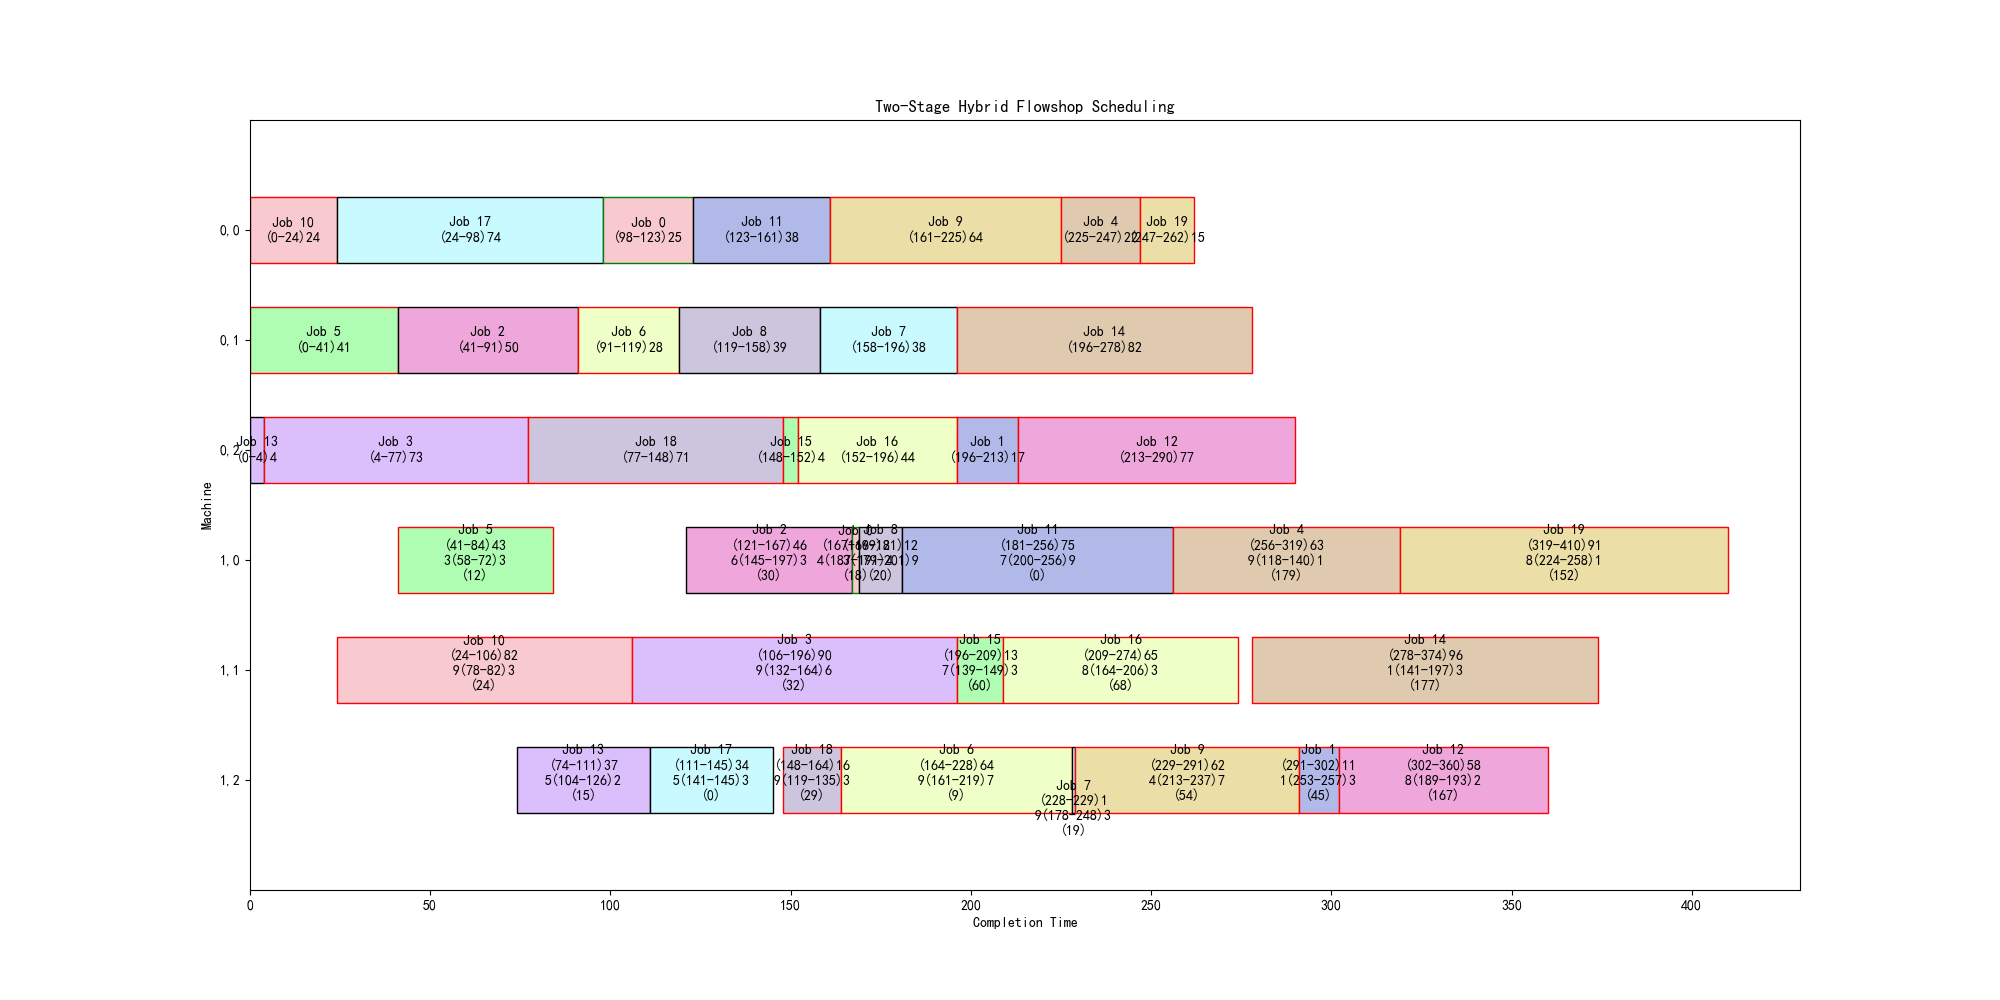 Two-Stage Hybrid Flowshop Scheduling
0,0
Job 10
(0-24)24
Job 17
(24-98)74
Job 0
(98-123)25
Job 11
(123-161)38
Job 9
(161-225)64
Job 4
(225-247)22
Job 19
(247-262)15
0,1
Job 5
(0-41)41
Job 2
(41-91)50
Job 6
(91-119)28
Job 8
(119-158)39
Job 7
(158-196)38
Job 14
(196-278)82
0,2
Job 13
(0-4)4
Job 3
(4-77)73
Job 18
(77-148)71
Job 15
(148-152)4
Job 16
(152-196)44
Job 1
(196-213)17
Job 12
(213-290)77
Machine
1,0
Job 5
(41-84)43
3(58-72)3
(12)
Job 2
(121-167)46
6(145-197)3
(30)
(18)
Job 8
(20)
Job 11
(181-256)75
7(200-256)9
(0)
Job 4
(256-319)63
9(118-140)1
(179)
Job 19
(319-410)91
8(224-258)1
(152)
1,1
Job 10
(24-106)82
9(78-82)3
(24)
Job 3
(106-196)90
9(132-164)6
(32)
Job 15
(196-209)13
7(139-149)3
(60)
Job 16
(209-274)65
8(164-206)3
(68)
Job 14
(278-374)96
1(141-197)3
(177)
1,2
Job 13
(74-111)37
5(104-126)2
(15)
Job 17
(111-145)34
5(141-145)3
(0)
Job 18
(148-164)16
9(119-135)3
(29)
Job 6
(164-228)64
9(161-219)7
(9)
Job 7
(228-229)1
9(178-248)3
(19)
Job 9
(229-291)62
4(213-237)7
(54)
Job 1
(291-302)11
1(253-257)3
(45)
Job 12
(302-360)58
8(189-193)2
(167)
0
50
100
150
200
250
300
350
400
Completion Time